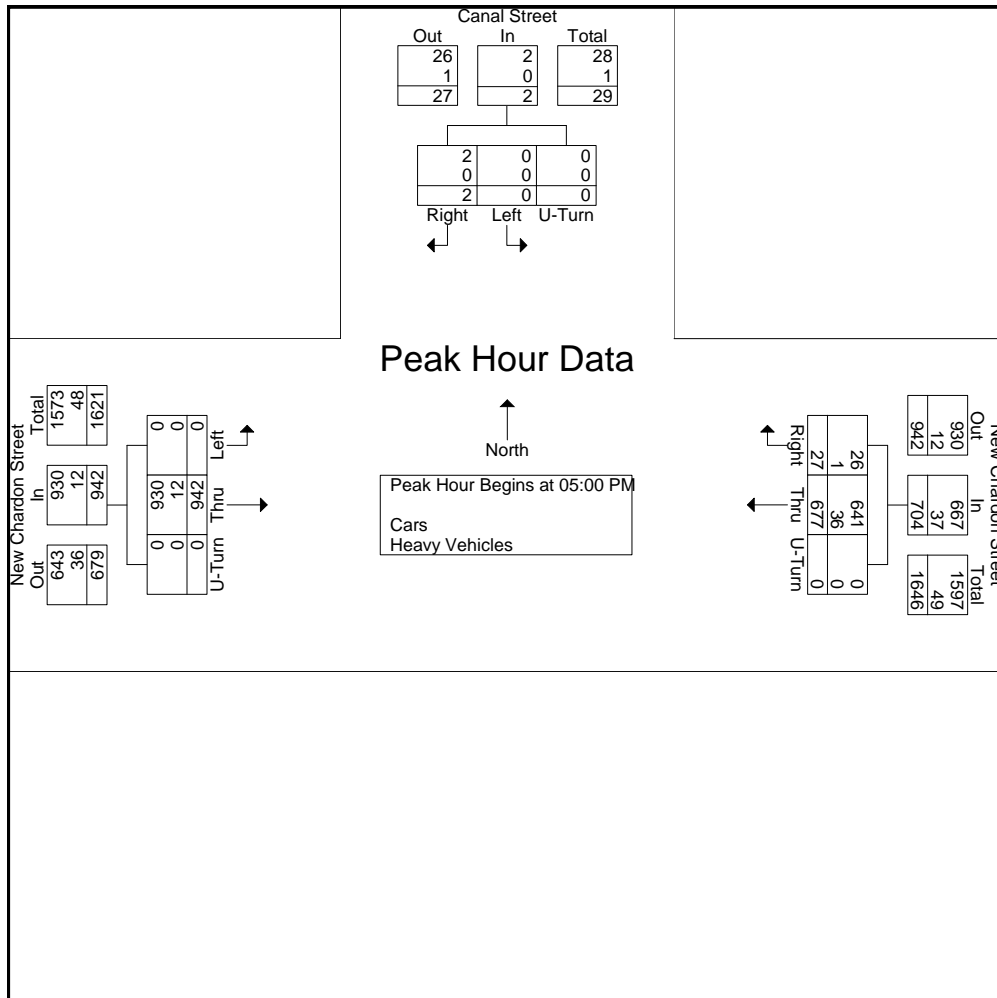 Canal Street
Out In Total
26 2 28
1 0 1
27 2 29
2 0 0
0 0 0
2 0 0
Right Left U-Turn
Peak Hour Data
North
Peak Hour Begins at 05:00 PM
Cars
Heavy Vehicles
New Chardon Street
Out In Total
643 930 1573
36 12 48
679 942 1621
U-Turn Thru Left
0 930 0
0 12 0
0 942 0
New Chardon Street
Out In Total
930 667 1597
12 37 49
942 704 1646
26 641 0
1 36 0
27 677 0
Right Thru U-Turn